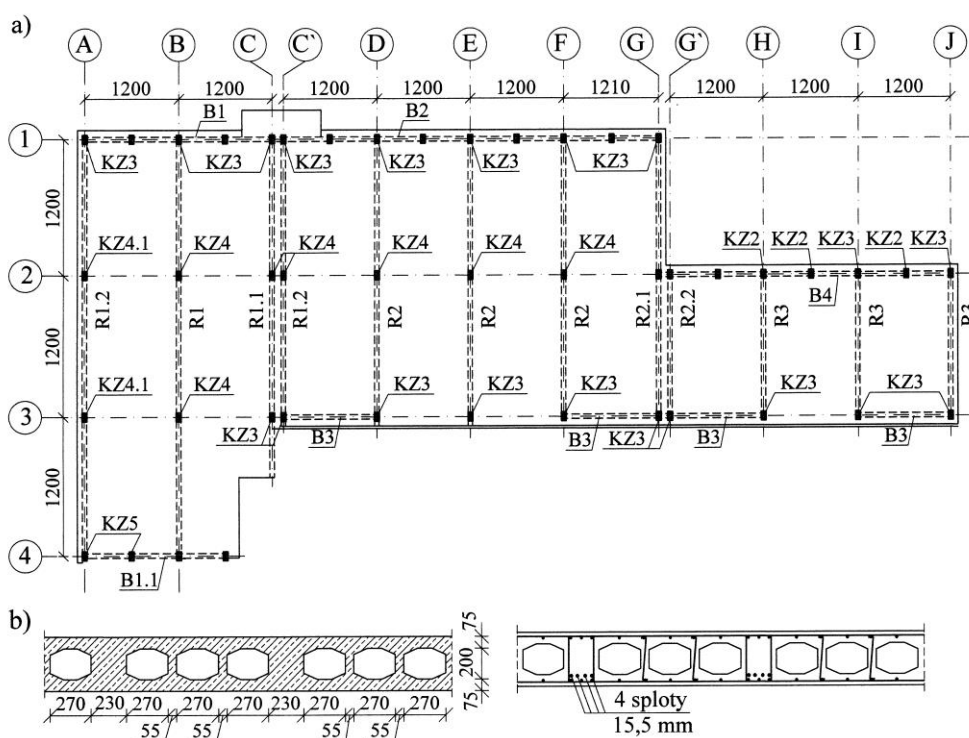 a)
A B C C` D E F G G` H I J
1200 1200 1200 1200 1200 1210 1200 1200 1200
B1 B2
1
KZ3 KZ3 KZ3 KZ3 KZ3 KZ3 KZ3
1200
KZ4.1 KZ4 KZ4 KZ4 KZ4 KZ4 KZ2 KZ2 KZ3 KZ2 KZ3
2
B4
R1.2 R1 R1.1 R1.2 R2 R2 R2 R2.1 R2.2 R3 R3 R3
1200
KZ4.1 KZ4 KZ3 KZ3 KZ3 KZ3 KZ3
3
KZ3 B3 B3 KZ3 B3 B3
1200
KZ5
4
B1.1
b)
75
200
75
270 230 270 270 270 230 270 270 270
55 55 55 55
4 sploty
15,5 mm